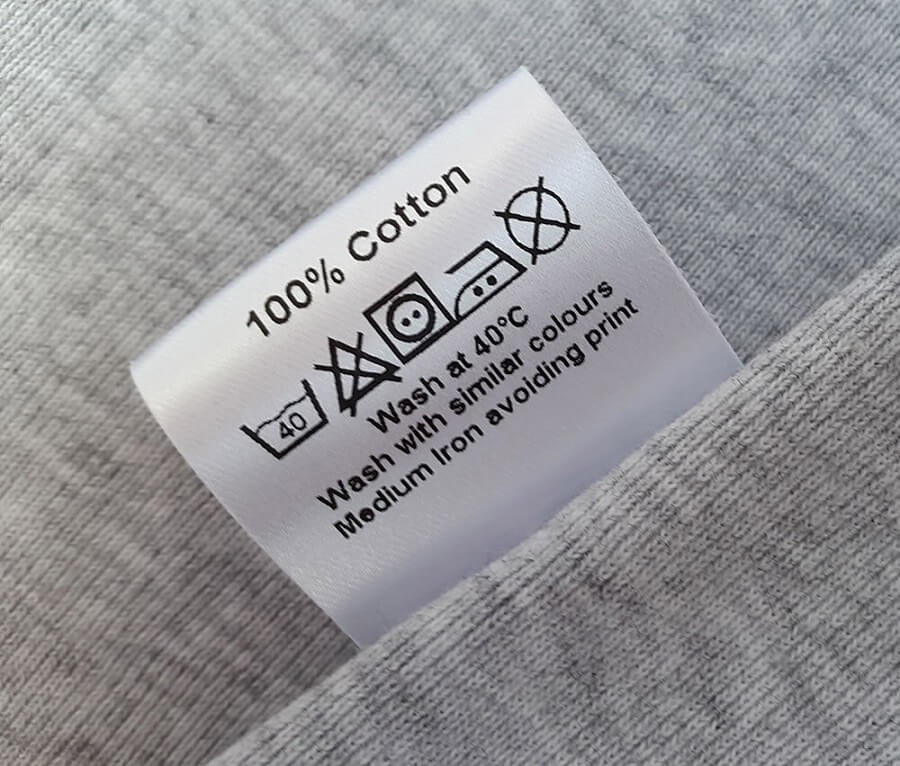 100% Cotton
40
Wash at 40°C
Wash with similar colours
Medium Iron avoiding print